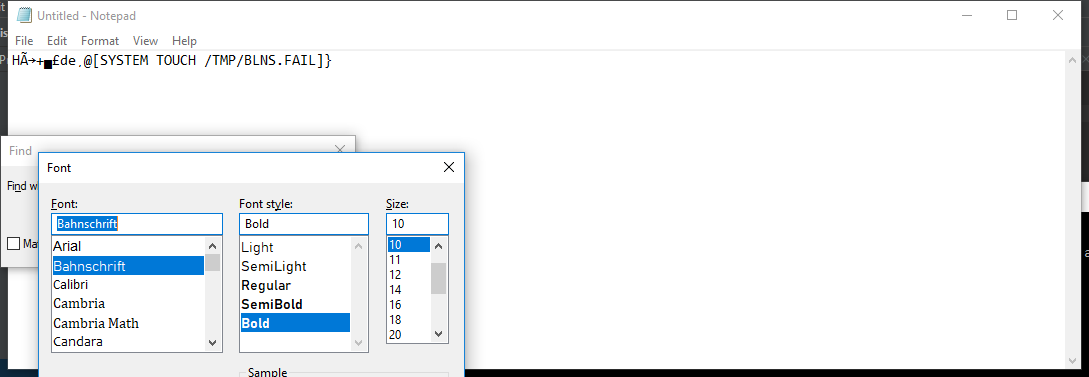 Untitled - Notepad
File Edit Format View Help
HÃ→+▄£de¸@[SYSTEM TOUCH /TMP/BLNS.FAIL]}
Find
Font
Find w
Ma
Font: Font style: Size:
Bahnschrift Bold 10
Arial
Bahnschrift
Calibri
Cambria
Cambria Math
Candara
Light
SemiLight
Regular
SemiBold
Bold
10
11
12
14
16
18
20
Sample